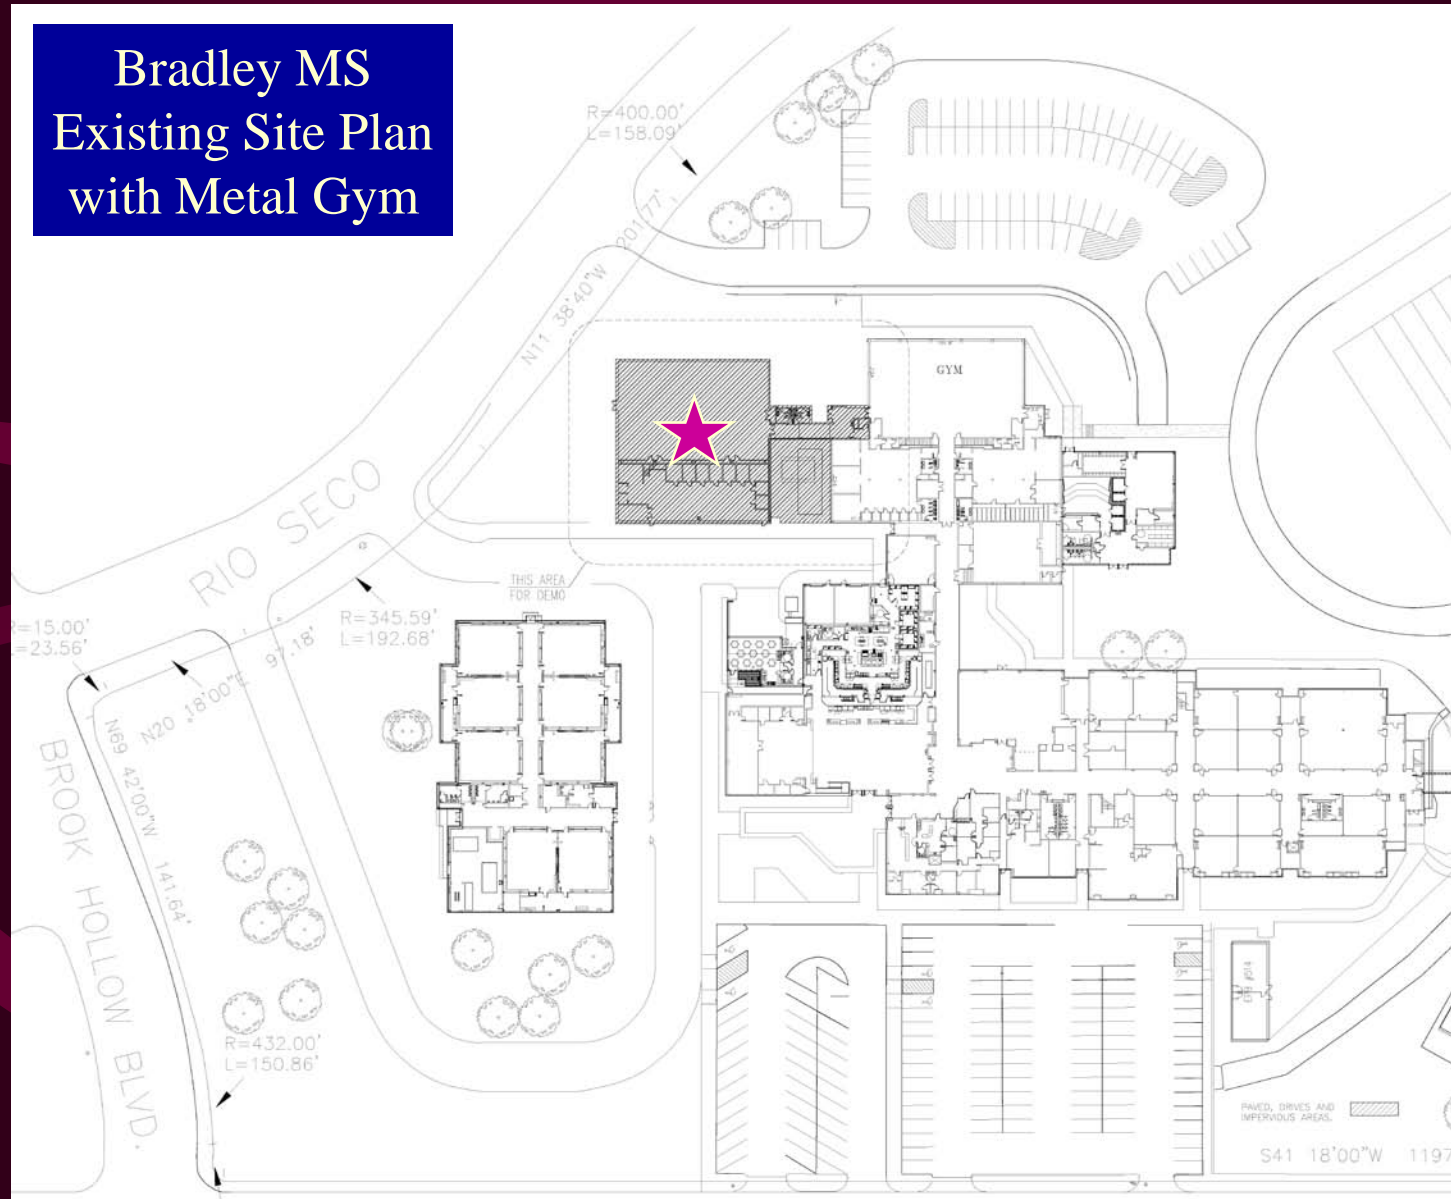 Bradley MS
Existing Site Plan
with Metal Gym
R=400.00'
L=158.09'
201.77'
N11 38'40"W
GYM
RIO SECO
THIS AREA
FOR DEMO
R=345.59'
L=192.68'
R=15.00'
L=23.56'
97.18'
N20 18'00"E
N69 42'00"W 141.64'
BROOK HOLLOW BLVD.
R=432.00'
L=150.86'
PAVED, DRIVES AND
IMPERVIOUS AREAS.
S41 18'00"W 1197